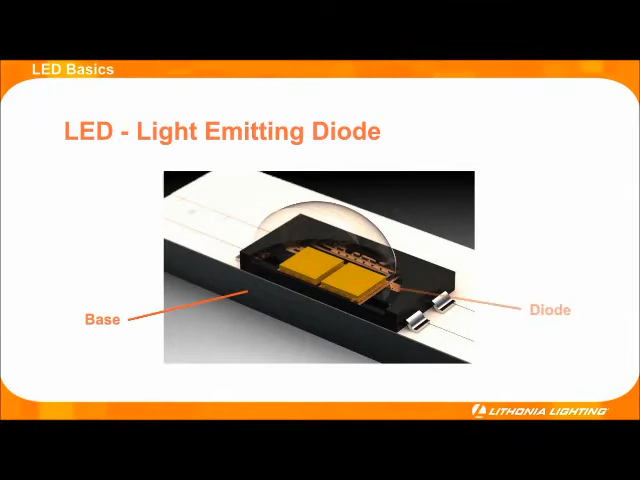 LED Basics
LED - Light Emitting Diode
Base
Diode
LITHONIA LIGHTING